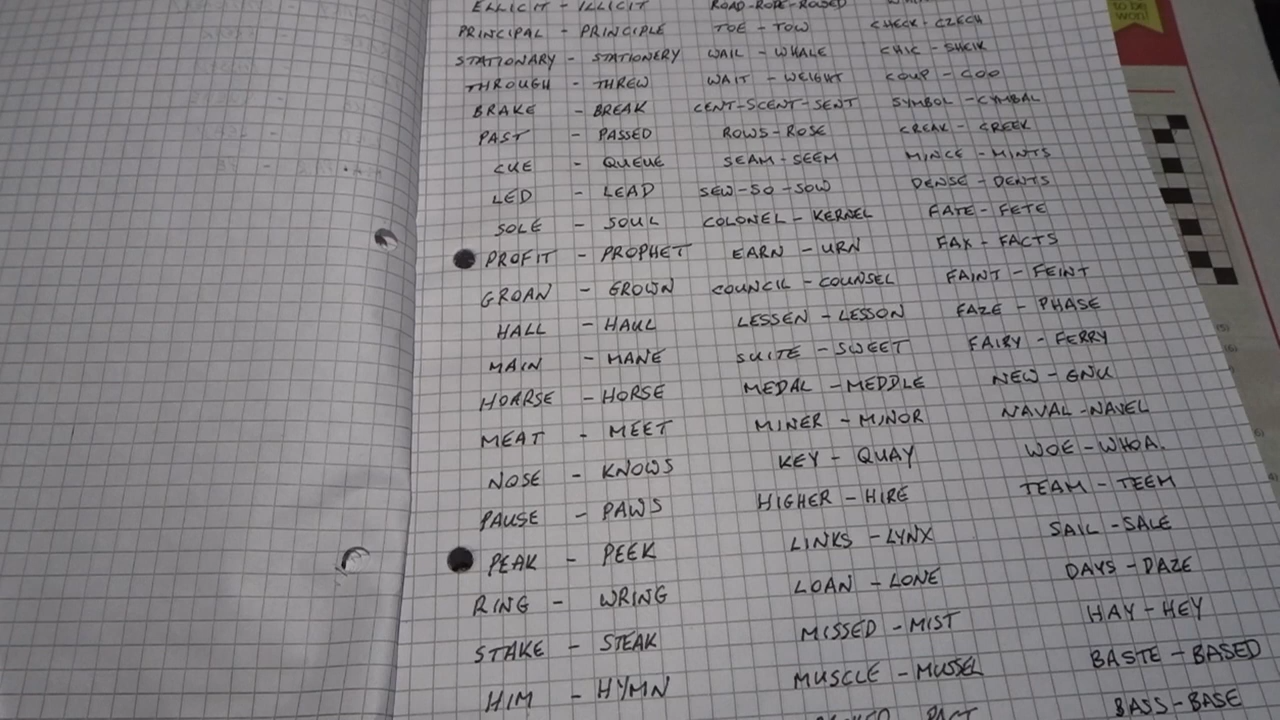 ELLICIT - ILLICIT ROAD-RODE-ROWED
PRINCIPAL - PRINCIPLE TOE - TOW CHECK - CZECH
STATIONARY - STATIONERY WAIL - WHALE CHIC - SHEIK
THROUGH - THREW WAIT - WEIGHT COUP - COO
BRAKE - BREAK CENT-SCENT-SENT SYMBOL - CYMBAL
PAST - PASSED ROWS-ROSE CREAK - CREEK
CUE - QUEUE SEAM-SEEM MINCE - MINTS
LED - LEAD SEW-SO-SOW DENSE - DENTS
SOLE - SOUL COLONEL - KERNEL FATE - FETE
PROFIT - PROPHET EARN - URN FAX - FACTS
GROAN - GROWN COUNCIL - COUNSEL FAINT - FEINT
HALL - HAUL LESSEN - LESSON FAZE - PHASE
MAIN - MANE SUITE - SWEET FAIRY - FERRY
HOARSE - HORSE MEDAL - MEDDLE NEW - GNU
MEAT - MEET MINER - MINOR NAVAL - NAVEL
NOSE - KNOWS KEY - QUAY WOE - WHOA.
PAUSE - PAWS HIGHER - HIRE TEAM - TEEM
PEAK - PEEK LINKS - LYNX SAIL - SALE
RING - WRING LOAN - LONE DAYS - DAZE
STAKE - STEAK MISSED - MIST HAY - HEY
HIM - HYMN MUSCLE - MUSSEL BASTE - BASED
BASS - BASE
to be
won!